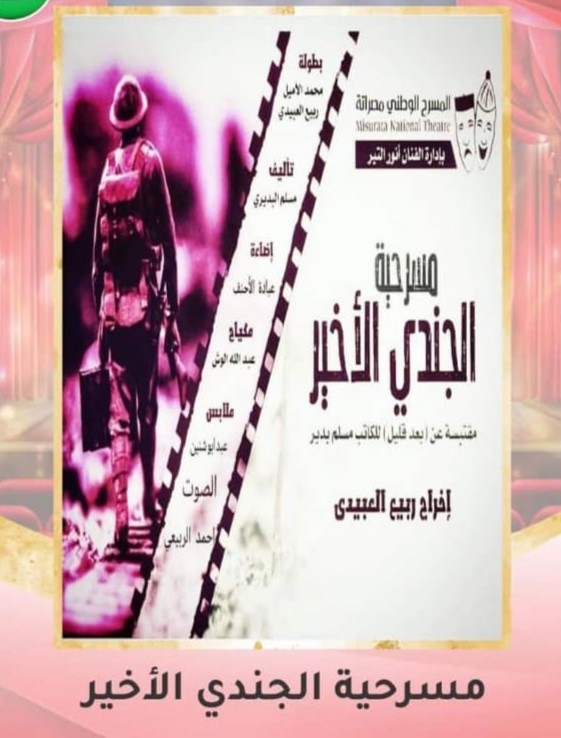 المسرح الوطني مصراتة
Misurata National Theatre
بإدارة الفنان أنور التير
مسرحية
الجندي الأخير
مقتبسة عن (بعد قليل) للكاتب مسلم بدير
إخراج ربيع العبيدي
بطولة
محمد الأميل
ربيع العبيدي
تأليف
مسلم البديري
إضاءة
عبادة الأحنف
مكياج
عبد الله الوش
ملابس
عبدابوشنين
الصوت
احمد الربيعي
مسرحية الجندي الأخير